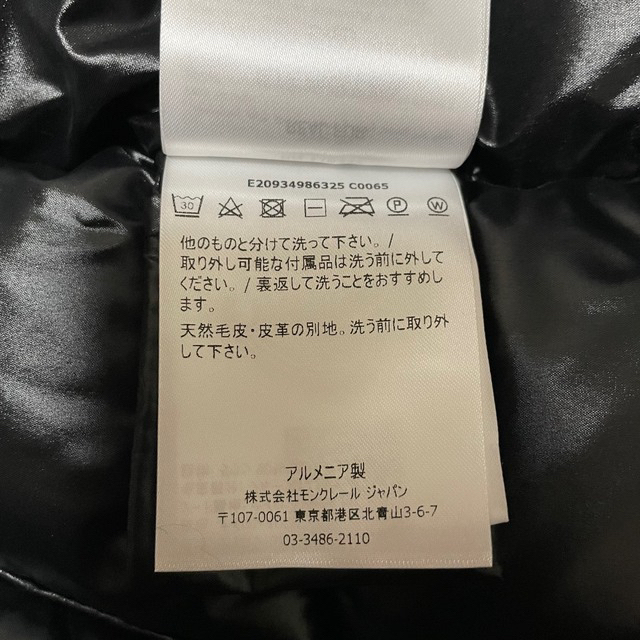 E20934986325 C0065
30
P
W
他のものと分けて洗って下さい。/
取り外し可能な付属品は洗う前に外して
ください。/ 裏返して洗うことをおすすめし
ます。
天然毛皮・皮革の別地。洗う前に取り外
して下さい。
アルメニア製
株式会社モンクレール ジャパン
〒107-0061 東京都港区北青山3-6-7
03-3486-2110